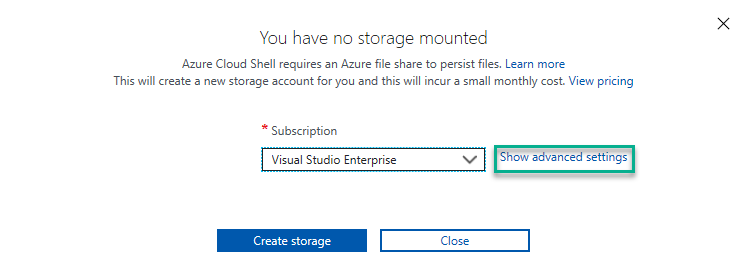 You have no storage mounted
Azure Cloud Shell requires an Azure file share to persist files. Learn more
This will create a new storage account for you and this will incur a small monthly cost. View pricing
* Subscription
Visual Studio Enterprise
Show advanced settings
Create storage
Close